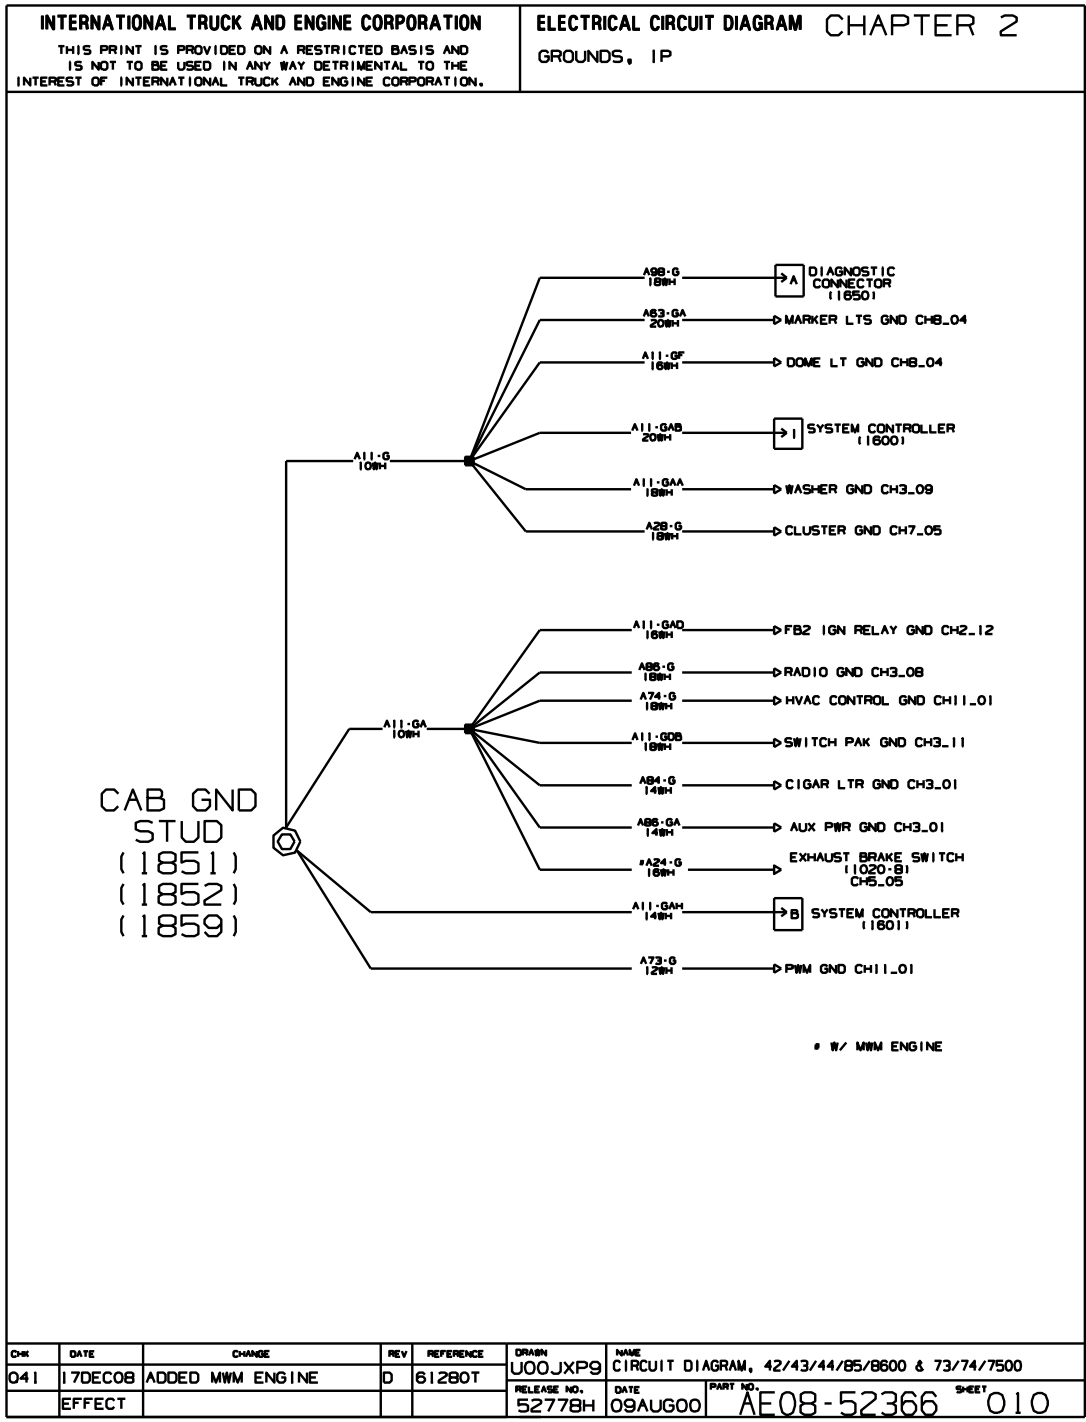 INTERNATIONAL TRUCK AND ENGINE CORPORATION
THIS PRINT IS PROVIDED ON A RESTRICTED BASIS AND
IS NOT TO BE USED IN ANY WAY DETRIMENTAL TO THE
INTEREST OF INTERNATIONAL TRUCK AND ENGINE CORPORATION.
ELECTRICAL CIRCUIT DIAGRAM CHAPTER 2
GROUNDS, IP
A98-G
18WH
A
DIAGNOSTIC
CONNECTOR
(1650)
A63-GA
20WH
MARKER LTS GND CH8_04
A11-GF
16WH
DOME LT GND CH8_04
A11-GAB
20WH
1
SYSTEM CONTROLLER
(1600)
A11-G
10WH
A11-GAA
18WH
WASHER GND CH3_09
A28-G
18WH
CLUSTER GND CH7_05
A11-GAD
16WH
FB2 IGN RELAY GND CH2_12
A86-G
18WH
RADIO GND CH3_08
A74-G
18WH
HVAC CONTROL GND CH11_01
A11-GA
10WH
A11-GDB
18WH
SWITCH PAK GND CH3_11
A84-G
14WH
CIGAR LTR GND CH3_01
A86-GA
14WH
AUX PWR GND CH3_01
*A24-G
16WH
EXHAUST BRAKE SWITCH
(1020-B)
CH5_05
CAB GND
STUD
(1851)
(1852)
(1859)
A11-GAH
14WH
B
SYSTEM CONTROLLER
(1601)
A73-G
12WH
PWM GND CH11_01
* W/ MWM ENGINE
CHK DATE CHANGE REV REFERENCE
041 17DEC08 ADDED MWM ENGINE D 61280T
EFFECT
DRAWN
U00JXP9
NAME
CIRCUIT DIAGRAM, 42/43/44/85/8600 & 73/74/7500
RELEASE NO.
52778H
DATE
09AUG00
PART NO.
AE08-52366
SHEET
010